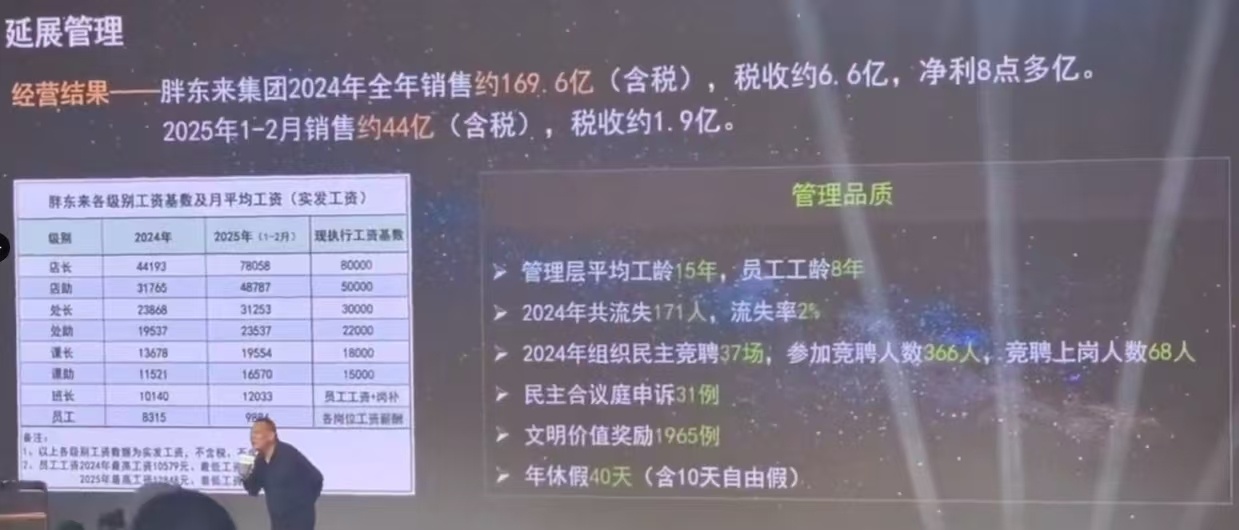 延展管理
经营结果——胖东来集团2024年全年销售约169.6亿（含税），税收约6.6亿，净利8点多亿。
2025年1-2月销售约44亿（含税），税收约1.9亿。
胖东来各级别工资基数及月平均工资（实发工资）
级别 2024年 2025年（1-2月） 现执行工资基数
店长 44193 78058 80000
店助 31765 48787 50000
处长 23868 31253 30000
处助 19537 23537 22000
课长 13678 19554 18000
课助 11521 16570 15000
班长 10140 12033 员工工资+岗补
员工 8315 各岗位工资薪酬
备注：
1、以上各级别工资数据为实发工资，不含税，
2、员工工资2024年最高工资10579元，最低工
2025年最高工资 元，最低工
管理品质
➢ 管理层平均工龄15年，员工工龄8年
➢ 2024年共流失171人，流失率2%
➢ 2024年组织民主竞聘37场，参加竞聘人数366人，竞聘上岗人数68人
➢ 民主合议庭申诉31例
➢ 文明价值奖励1965例
➢ 年休假40天（含10天自由假）